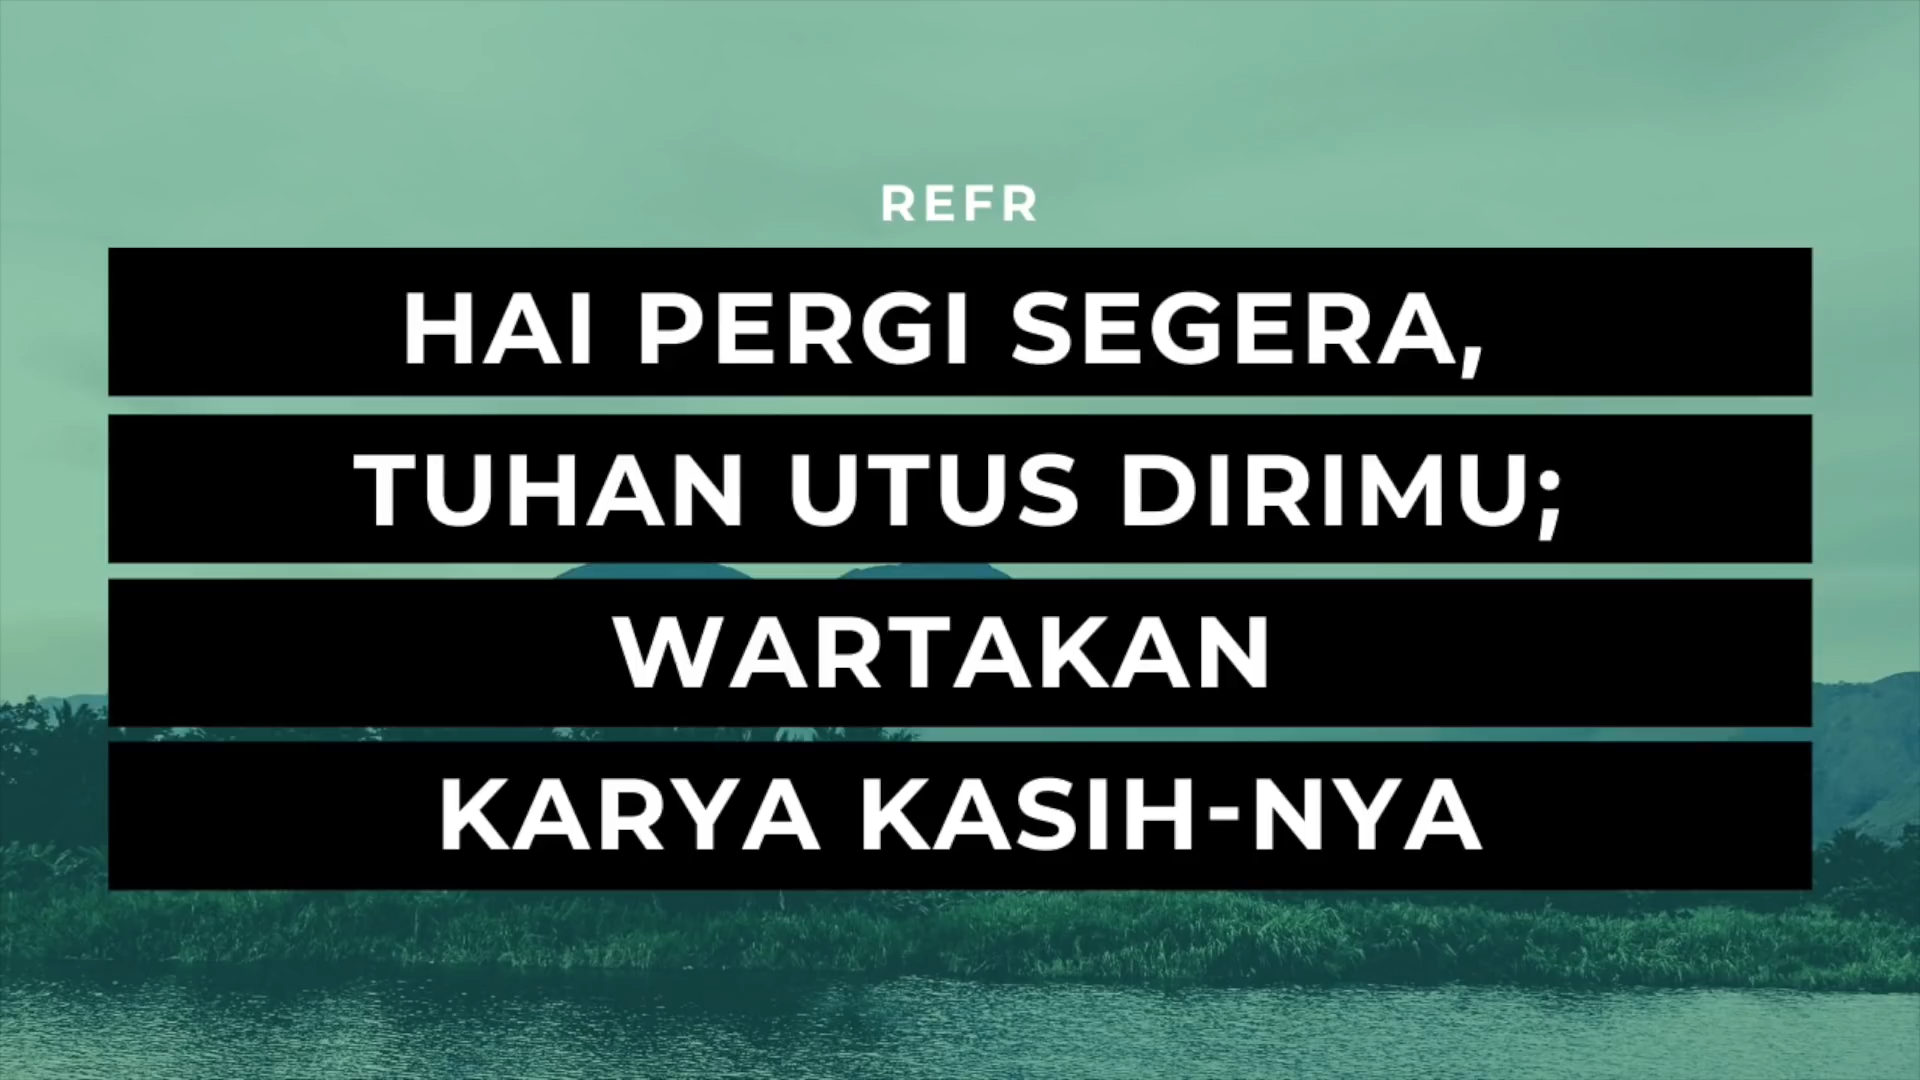 REFR
HAI PERGI SEGERA,
TUHAN UTUS DIRIMU;
WARTAKAN
KARYA KASIH-NYA